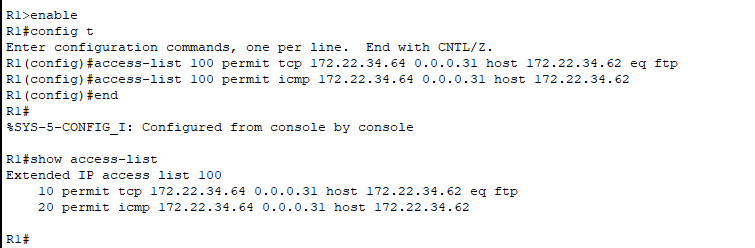 R1>enable
R1#config t
Enter configuration commands, one per line.  End with CNTL/Z.
R1(config)#access-list 100 permit tcp 172.22.34.64 0.0.0.31 host 172.22.34.62 eq ftp
R1(config)#access-list 100 permit icmp 172.22.34.64 0.0.0.31 host 172.22.34.62
R1(config)#end
R1#
%SYS-5-CONFIG_I: Configured from console by console
R1#show access-list
Extended IP access list 100
    10 permit tcp 172.22.34.64 0.0.0.31 host 172.22.34.62 eq ftp
    20 permit icmp 172.22.34.64 0.0.0.31 host 172.22.34.62
R1#